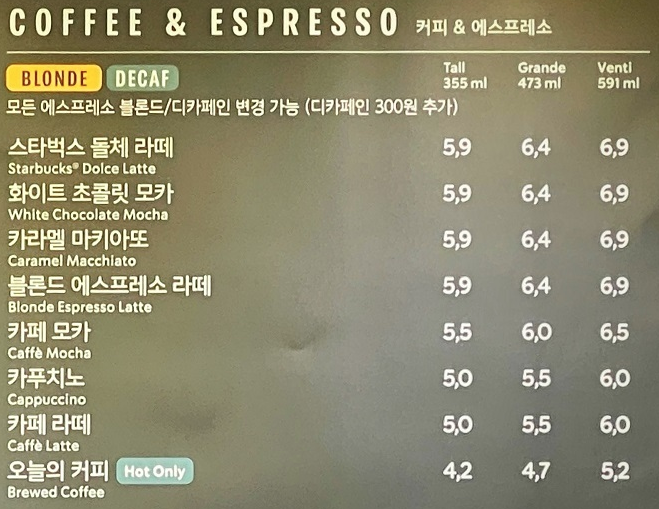 COFFEE & ESPRESSO 커피 & 에스프레소
BLONDE DECAF Tall Grande Venti
355 ml 473 ml 591 ml
모든 에스프레소 블론드/디카페인 변경 가능 (디카페인 300원 추가)
스타벅스 돌체 라떼 5,9 6,4 6,9
Starbucks® Dolce Latte
화이트 초콜릿 모카 5,9 6,4 6,9
White Chocolate Mocha
카라멜 마키아또 5,9 6,4 6,9
Caramel Macchiato
블론드 에스프레소 라떼 5,9 6,4 6,9
Blonde Espresso Latte
카페 모카 5,5 6,0 6,5
Caffè Mocha
카푸치노 5,0 5,5 6,0
Cappuccino
카페 라떼 5,0 5,5 6,0
Caffè Latte
오늘의 커피 Hot Only 4,2 4,7 5,2
Brewed Coffee